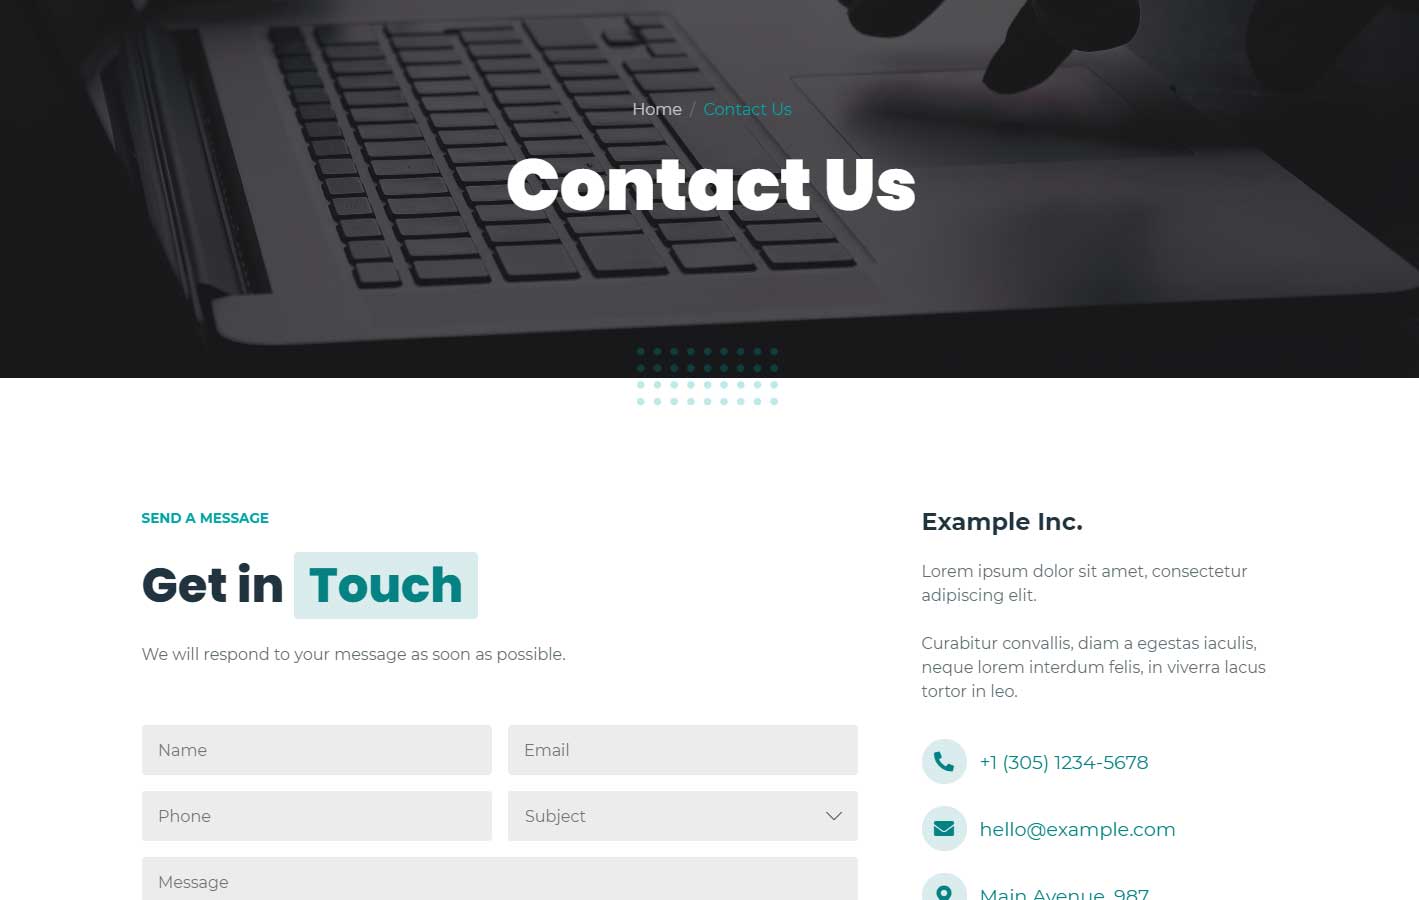 Home / Contact Us
Contact Us
SEND A MESSAGE
Get in Touch
We will respond to your message as soon as possible.
Name
Email
Phone
Subject
Message
Example Inc.
Lorem ipsum dolor sit amet, consectetur
adipiscing elit.
Curabitur convallis, diam a egestas iaculis,
neque lorem interdum felis, in viverra lacus
tortor in leo.
+1 (305) 1234-5678
hello@example.com
Main Avenue, 987